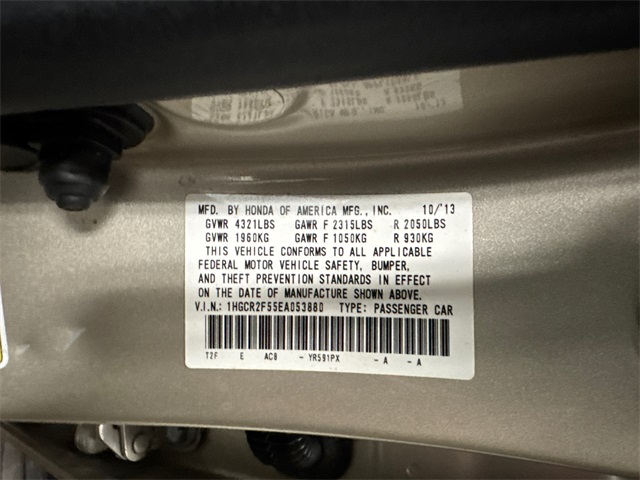 MFD. BY HONDA OF AMERICA MFG., INC. 10/'13
GVWR 4321LBS GAWR F 2315LBS R 2050LBS
GVWR 1960KG GAWR F 1050KG R 930KG
THIS VEHICLE CONFORMS TO ALL APPLICABLE
FEDERAL MOTOR VEHICLE SAFETY, BUMPER,
AND THEFT PREVENTION STANDARDS IN EFFECT
ON THE DATE OF MANUFACTURE SHOWN ABOVE.
V.I.N.: 1HGCR2F55EA053880 TYPE: PASSENGER CAR
T2F E AC8 - YR591PX - A - A